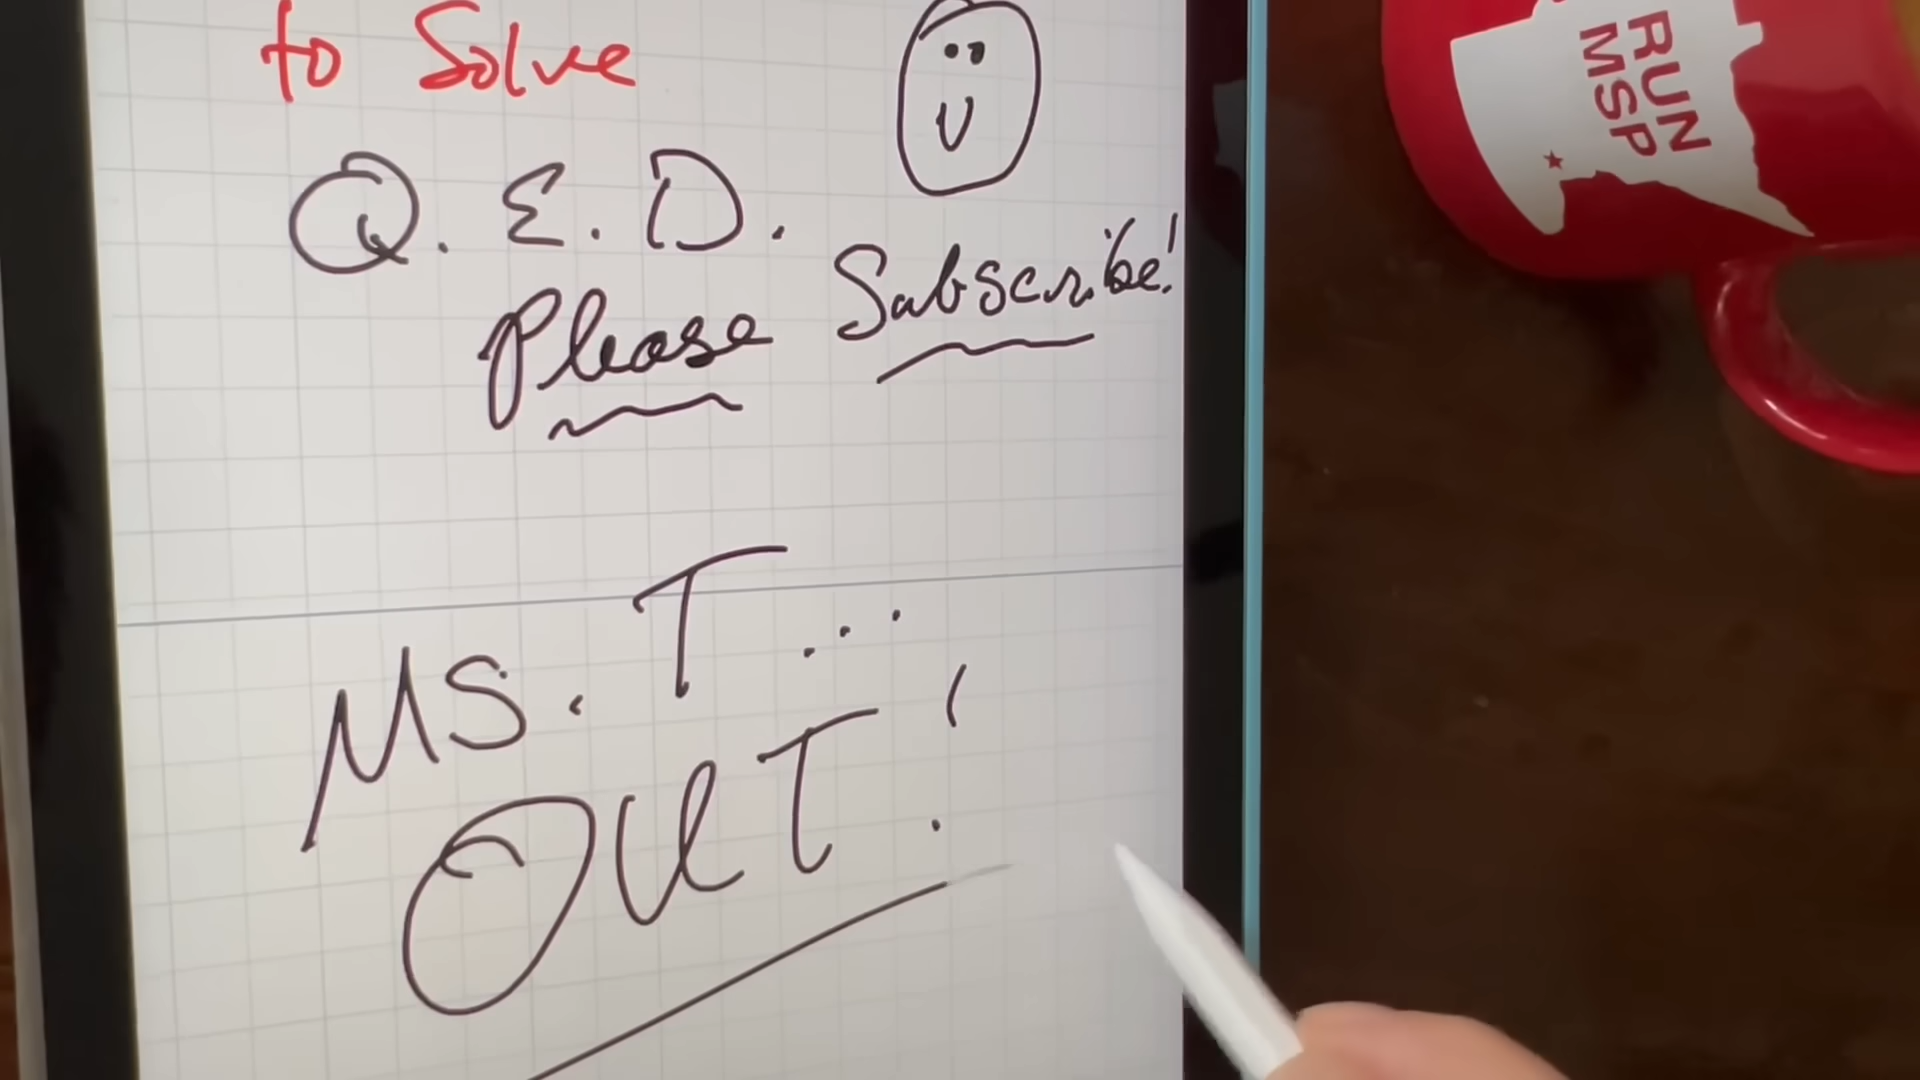 to Solve
Q. E. D.
Please Subscribe!
MS. T...
OUT!
RUN
MSP